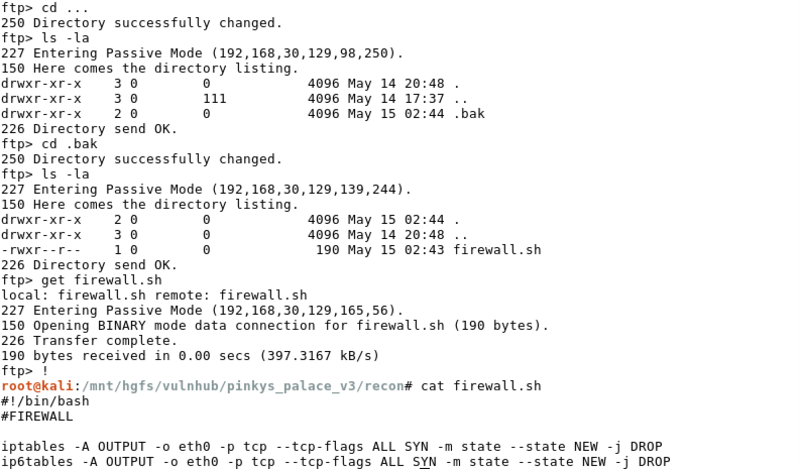 ftp> cd ...
250 Directory successfully changed.
ftp> ls -la
227 Entering Passive Mode (192,168,30,129,98,250).
150 Here comes the directory listing.
drwxr-xr-x    3 0        0            4096 May 14 20:48 .
drwxr-xr-x    3 0        111          4096 May 14 17:37 ..
drwxr-xr-x    2 0        0            4096 May 15 02:44 .bak
226 Directory send OK.
ftp> cd .bak
250 Directory successfully changed.
ftp> ls -la
227 Entering Passive Mode (192,168,30,129,139,244).
150 Here comes the directory listing.
drwxr-xr-x    2 0        0            4096 May 15 02:44 .
drwxr-xr-x    3 0        0            4096 May 14 20:48 ..
-rwxr--r--    1 0        0             190 May 15 02:43 firewall.sh
226 Directory send OK.
ftp> get firewall.sh
local: firewall.sh remote: firewall.sh
227 Entering Passive Mode (192,168,30,129,165,56).
150 Opening BINARY mode data connection for firewall.sh (190 bytes).
226 Transfer complete.
190 bytes received in 0.00 secs (397.3167 kB/s)
ftp> !
root@kali:/mnt/hgfs/vulnhub/pinkys_palace_v3/recon# cat firewall.sh
#!/bin/bash
#FIREWALL

iptables -A OUTPUT -o eth0 -p tcp --tcp-flags ALL SYN -m state --state NEW -j DROP
ip6tables -A OUTPUT -o eth0 -p tcp --tcp-flags ALL SYN -m state --state NEW -j DROP